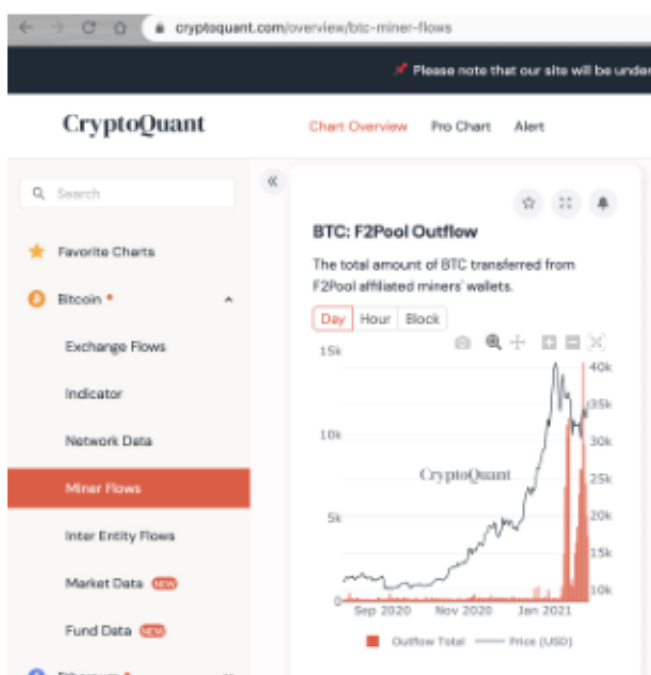 cryptoquant.com/overview/btc-miner-flows
Please note that our site will be under
CryptoQuant
Chart Overview Pro Chart Alert
Search
Favorite Charts
Bitcoin
Exchange Flows
Indicator
Network Data
Miner Flows
Inter Entity Flows
Market Data NEW
Fund Data NEW
Ethereum
BTC: F2Pool Outflow
The total amount of BTC transferred from
F2Pool affiliated miners' wallets.
Day Hour Block
15k
10k
5k
0
40k
35k
30k
25k
20k
15k
10k
CryptoQuant
Sep 2020 Nov 2020 Jan 2021
Outflow Total Price (USD)